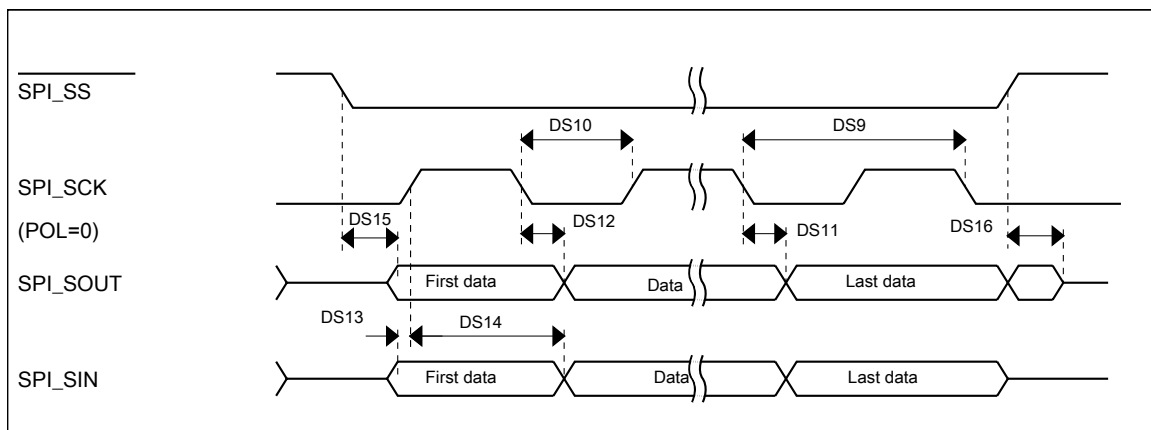 SPI_SS
DS10
DS9
SPI_SCK
(POL=0)
DS15
DS12
DS11
DS16
SPI_SOUT
First data
Data
Last data
DS13
DS14
SPI_SIN
First data
Data
Last data